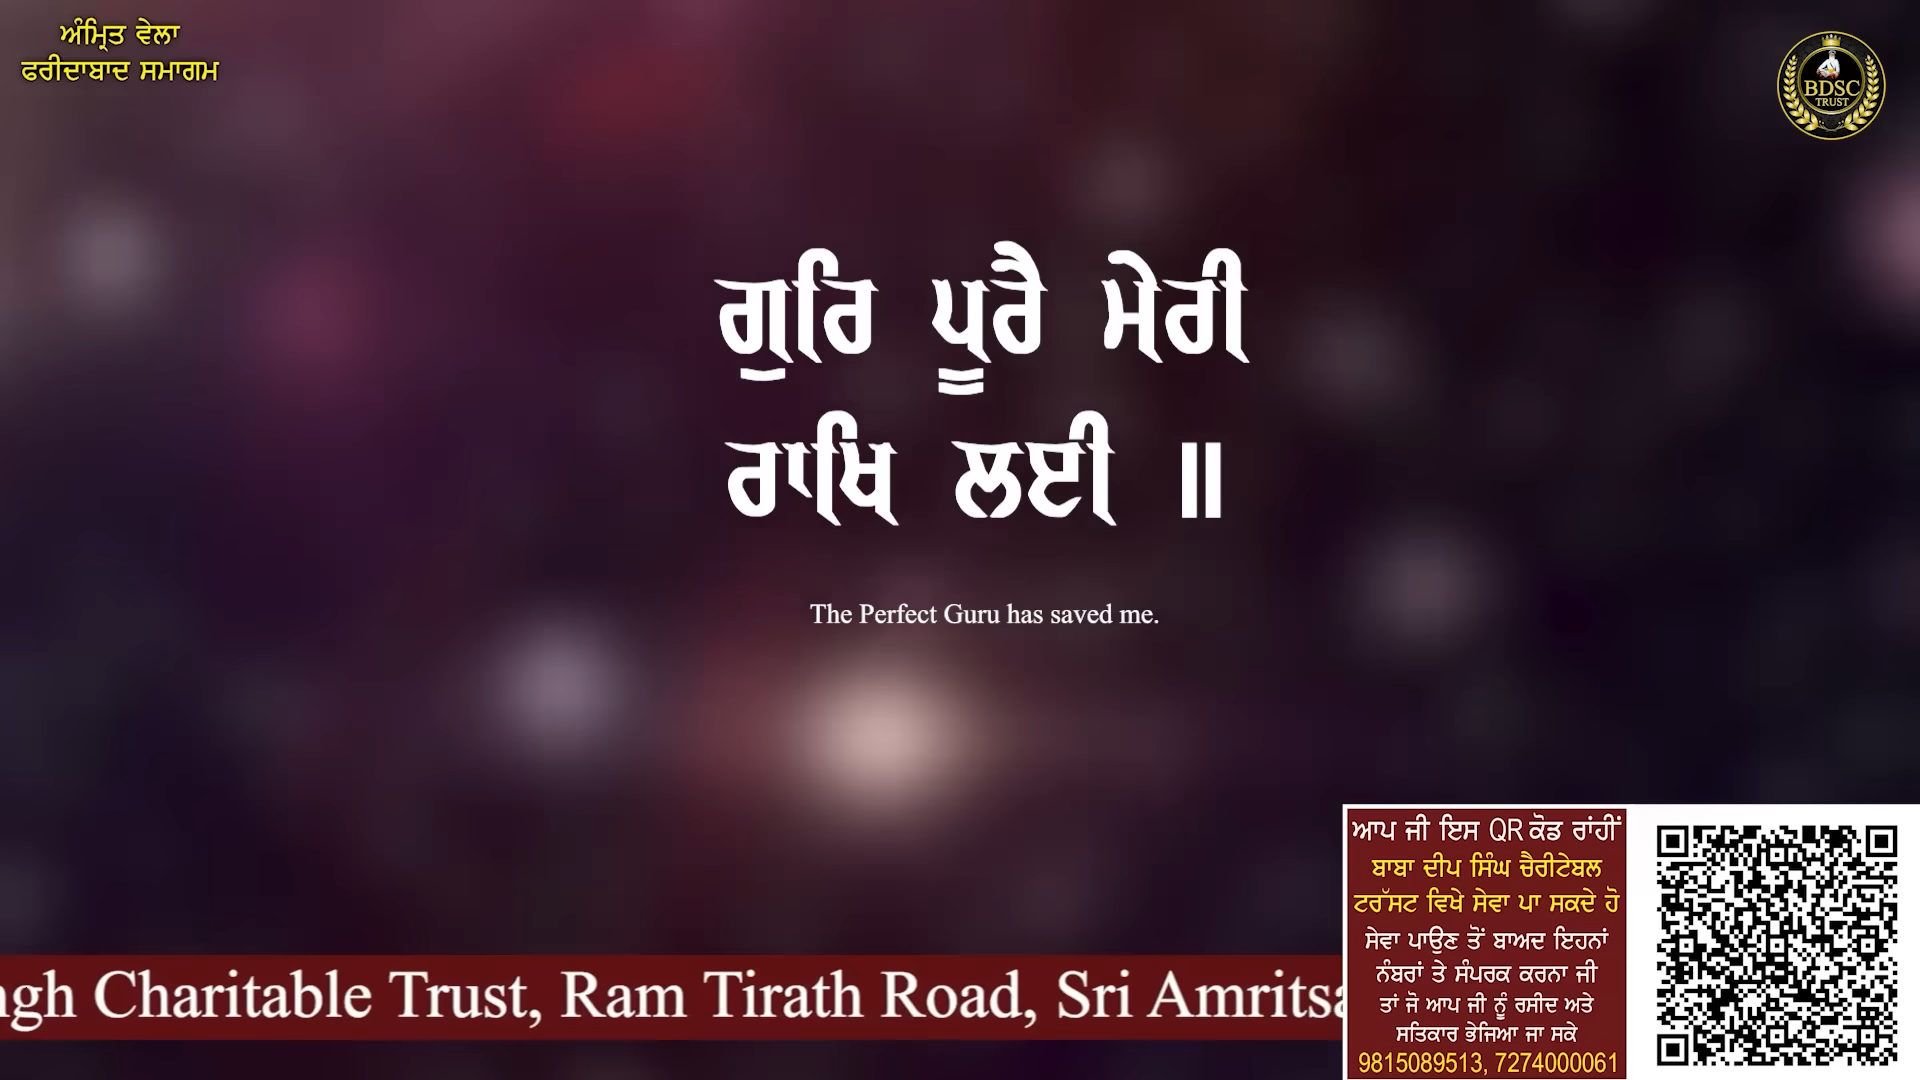 ਅੰਮ੍ਰਿਤ ਵੇਲਾ
ਫਰੀਦਾਬਾਦ ਸਮਾਗਮ
BDSC
TRUST
ਗੁਰਿ ਪੂਰੈ ਮੇਰੀ
ਰਾਖਿ ਲਈ ॥
The Perfect Guru has saved me.
ਆਪ ਜੀ ਇਸ QR ਕੋਡ ਰਾਂਹੀਂ
ਬਾਬਾ ਦੀਪ ਸਿੰਘ ਚੈਰੀਟੇਬਲ
ਟਰੱਸਟ ਵਿਖੇ ਸੇਵਾ ਪਾ ਸਕਦੇ ਹੋ
ਸੇਵਾ ਪਾਉਣ ਤੋਂ ਬਾਅਦ ਇਹਨਾਂ
ਨੰਬਰਾਂ ਤੇ ਸੰਪਰਕ ਕਰਨਾ ਜੀ
ਤਾਂ ਜੋ ਆਪ ਜੀ ਨੂੰ ਰਸੀਦ ਅਤੇ
ਸਤਿਕਾਰ ਭੇਜਿਆ ਜਾ ਸਕੇ
9815089513, 7274000061
ngh Charitable Trust, Ram Tirath Road, Sri Amritsa